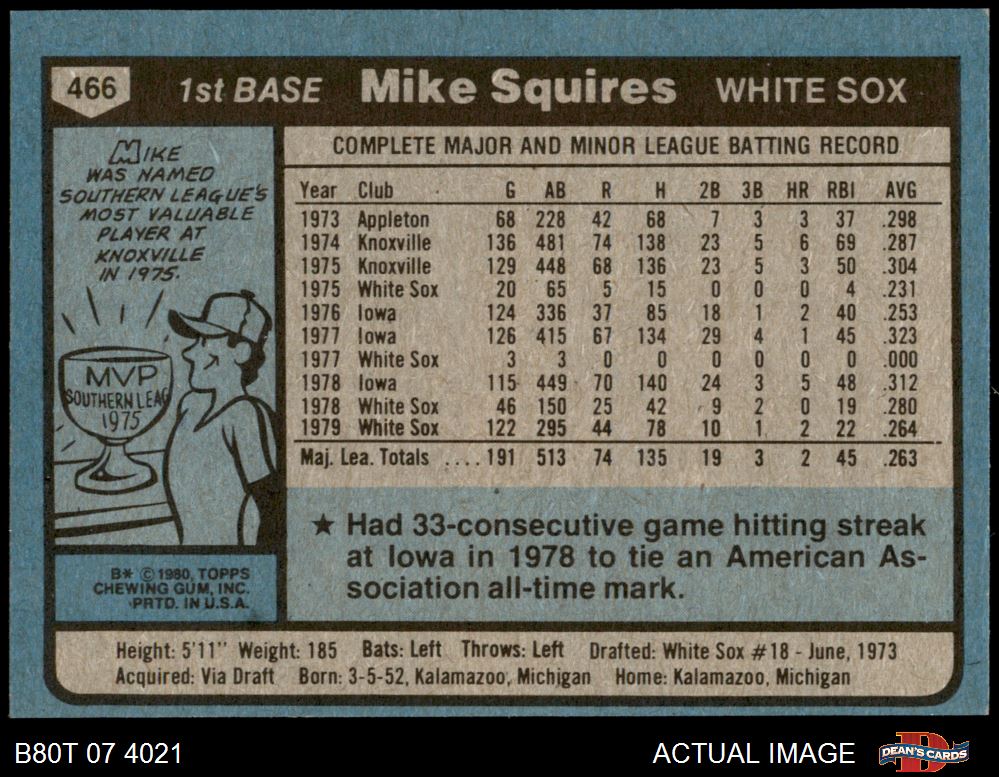 466 1st BASE Mike Squires WHITE SOX
MIKE
WAS NAMED
SOUTHERN LEAGUE'S
MOST VALUABLE
PLAYER AT
KNOXVILLE
IN 1975.
MVP
SOUTHERN LEAG
1975
B* © 1980, TOPPS
CHEWING GUM, INC.
PRTD. IN U.S.A.
COMPLETE MAJOR AND MINOR LEAGUE BATTING RECORD
Year Club G AB R H 2B 3B HR RBI AVG
1973 Appleton 68 228 42 68 7 3 3 37 .298
1974 Knoxville 136 481 74 138 23 5 6 69 .287
1975 Knoxville 129 448 68 136 23 5 3 50 .304
1975 White Sox 20 65 5 15 0 0 0 4 .231
1976 Iowa 124 336 37 85 18 1 2 40 .253
1977 Iowa 126 415 67 134 29 4 1 45 .323
1977 White Sox 3 3 0 0 0 0 0 0 .000
1978 Iowa 115 449 70 140 24 3 5 48 .312
1978 White Sox 46 150 25 42 9 2 0 19 .280
1979 White Sox 122 295 44 78 10 1 2 22 .264
Maj. Lea. Totals ....191 513 74 135 19 3 2 45 .263
★ Had 33-consecutive game hitting streak
at Iowa in 1978 to tie an American As-
sociation all-time mark.
Height: 5'11" Weight: 185 Bats: Left Throws: Left Drafted: White Sox #18 - June, 1973
Acquired: Via Draft Born: 3-5-52, Kalamazoo, Michigan Home: Kalamazoo, Michigan
B80T 07 4021 ACTUAL IMAGE DEAN'S CARDS